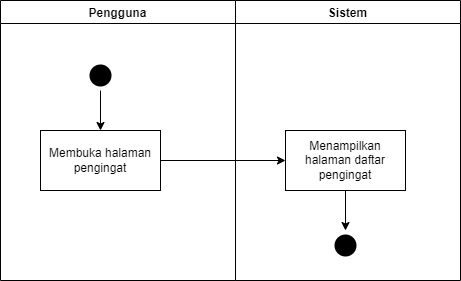 Pengguna
Sistem
Membuka halaman
pengingat
Menampilkan
halaman daftar
pengingat